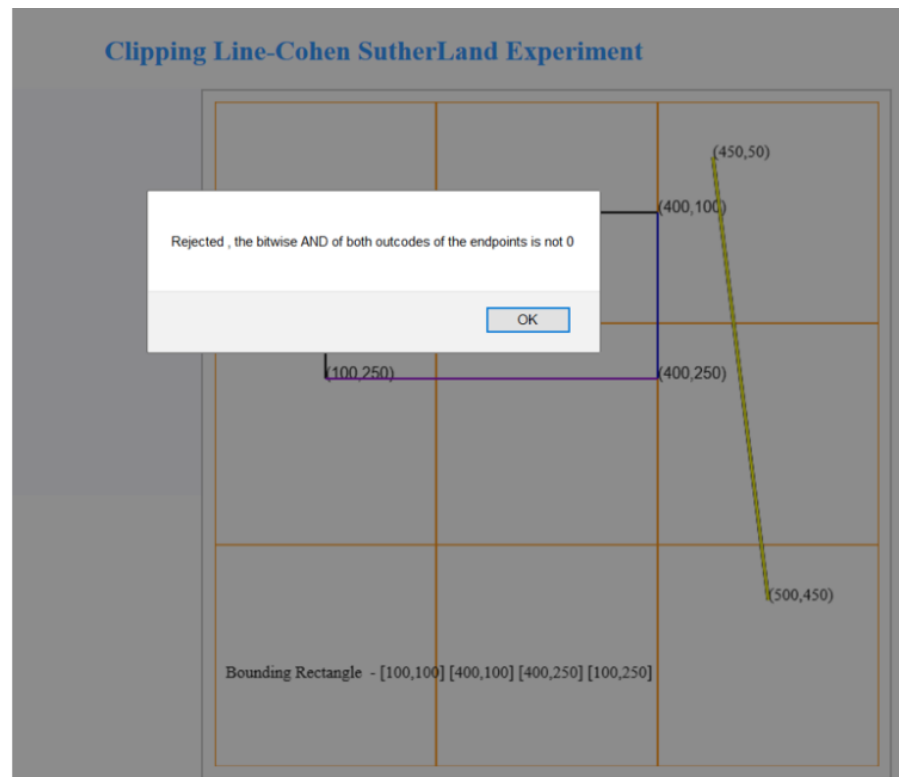 Clipping Line-Cohen SutherLand Experiment
(450,50)
(400,100)
Rejected , the bitwise AND of both outcodes of the endpoints is not 0
OK
(100,250)
(400,250)
(500,450)
Bounding Rectangle - [100,100] [400,100] [400,250] [100,250]